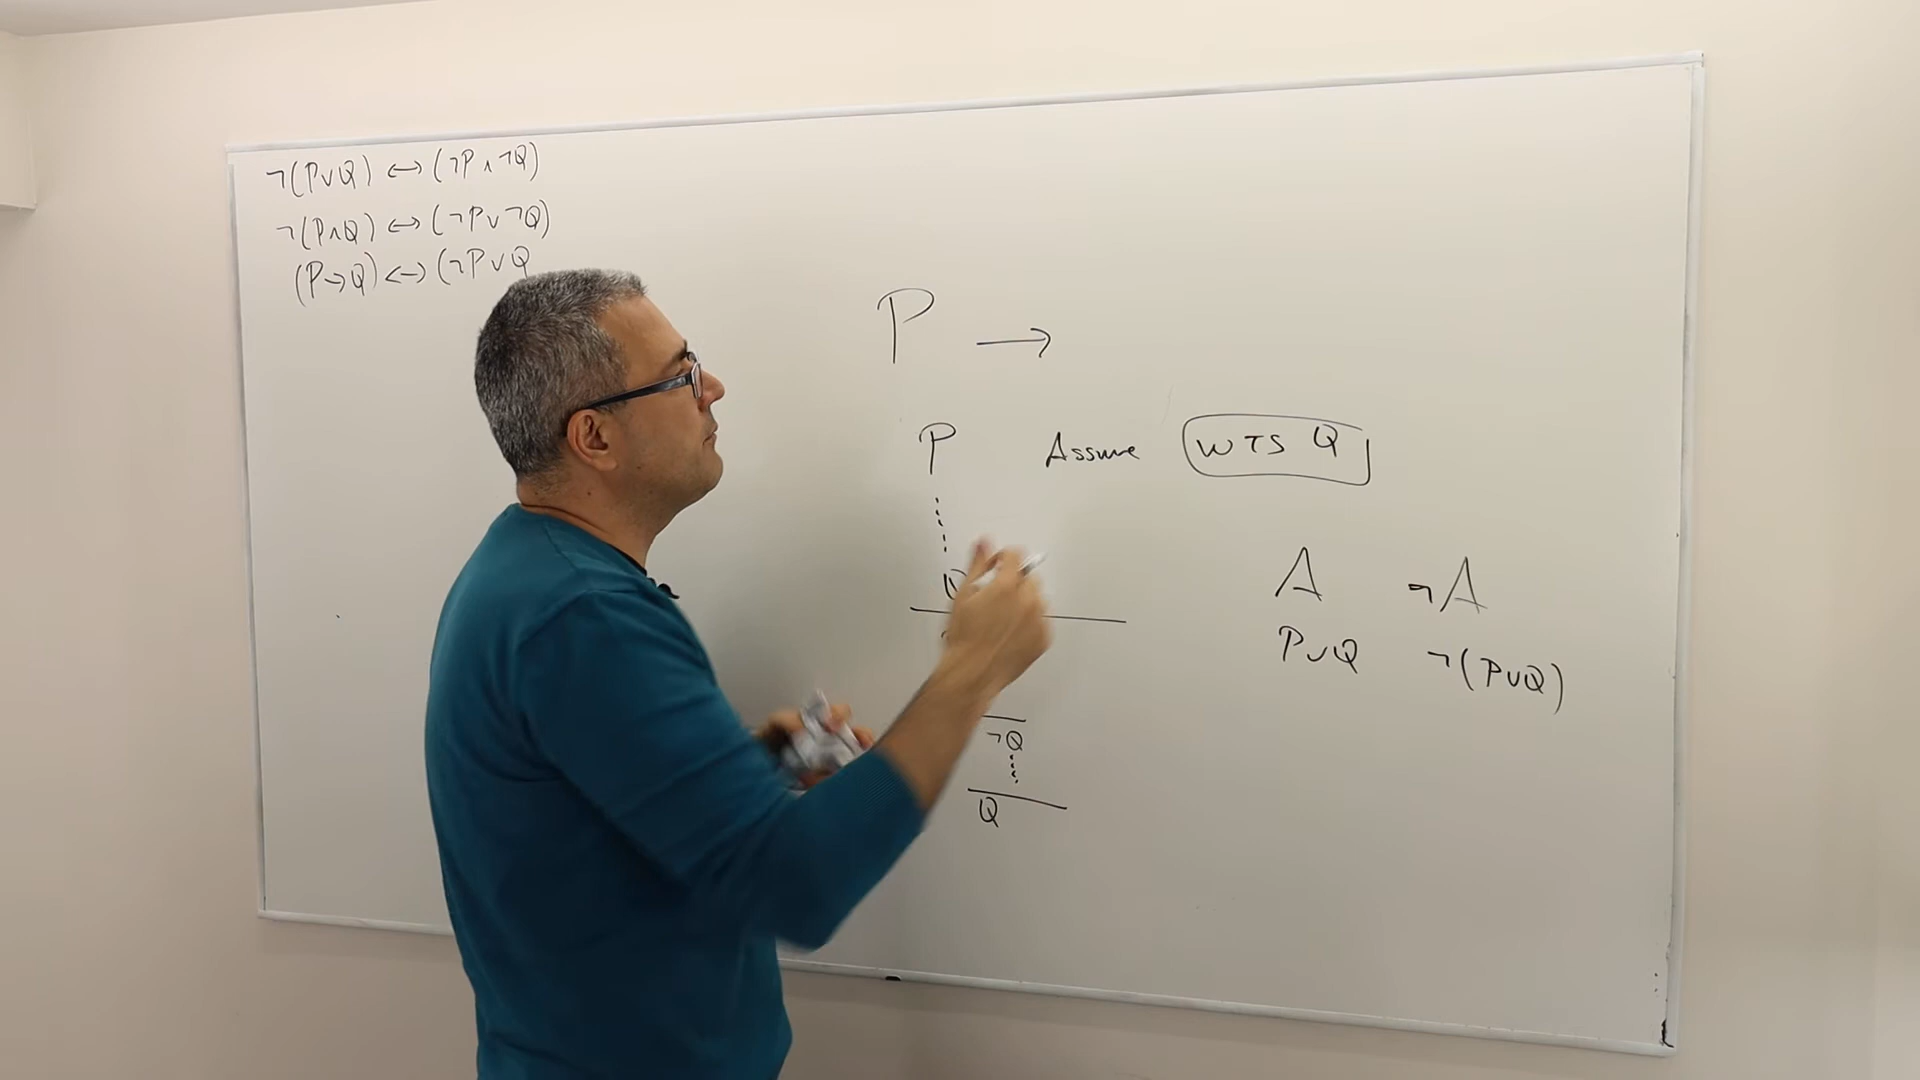 ¬(P∨Q) ↔ (¬P∧¬Q)
¬(P∧Q) ↔ (¬P∨¬Q)
(P→Q) ↔ (¬P∨Q
P →
P Assume WTS Q
A ¬A
P∨Q ¬(P∨Q)
¬Q
Q